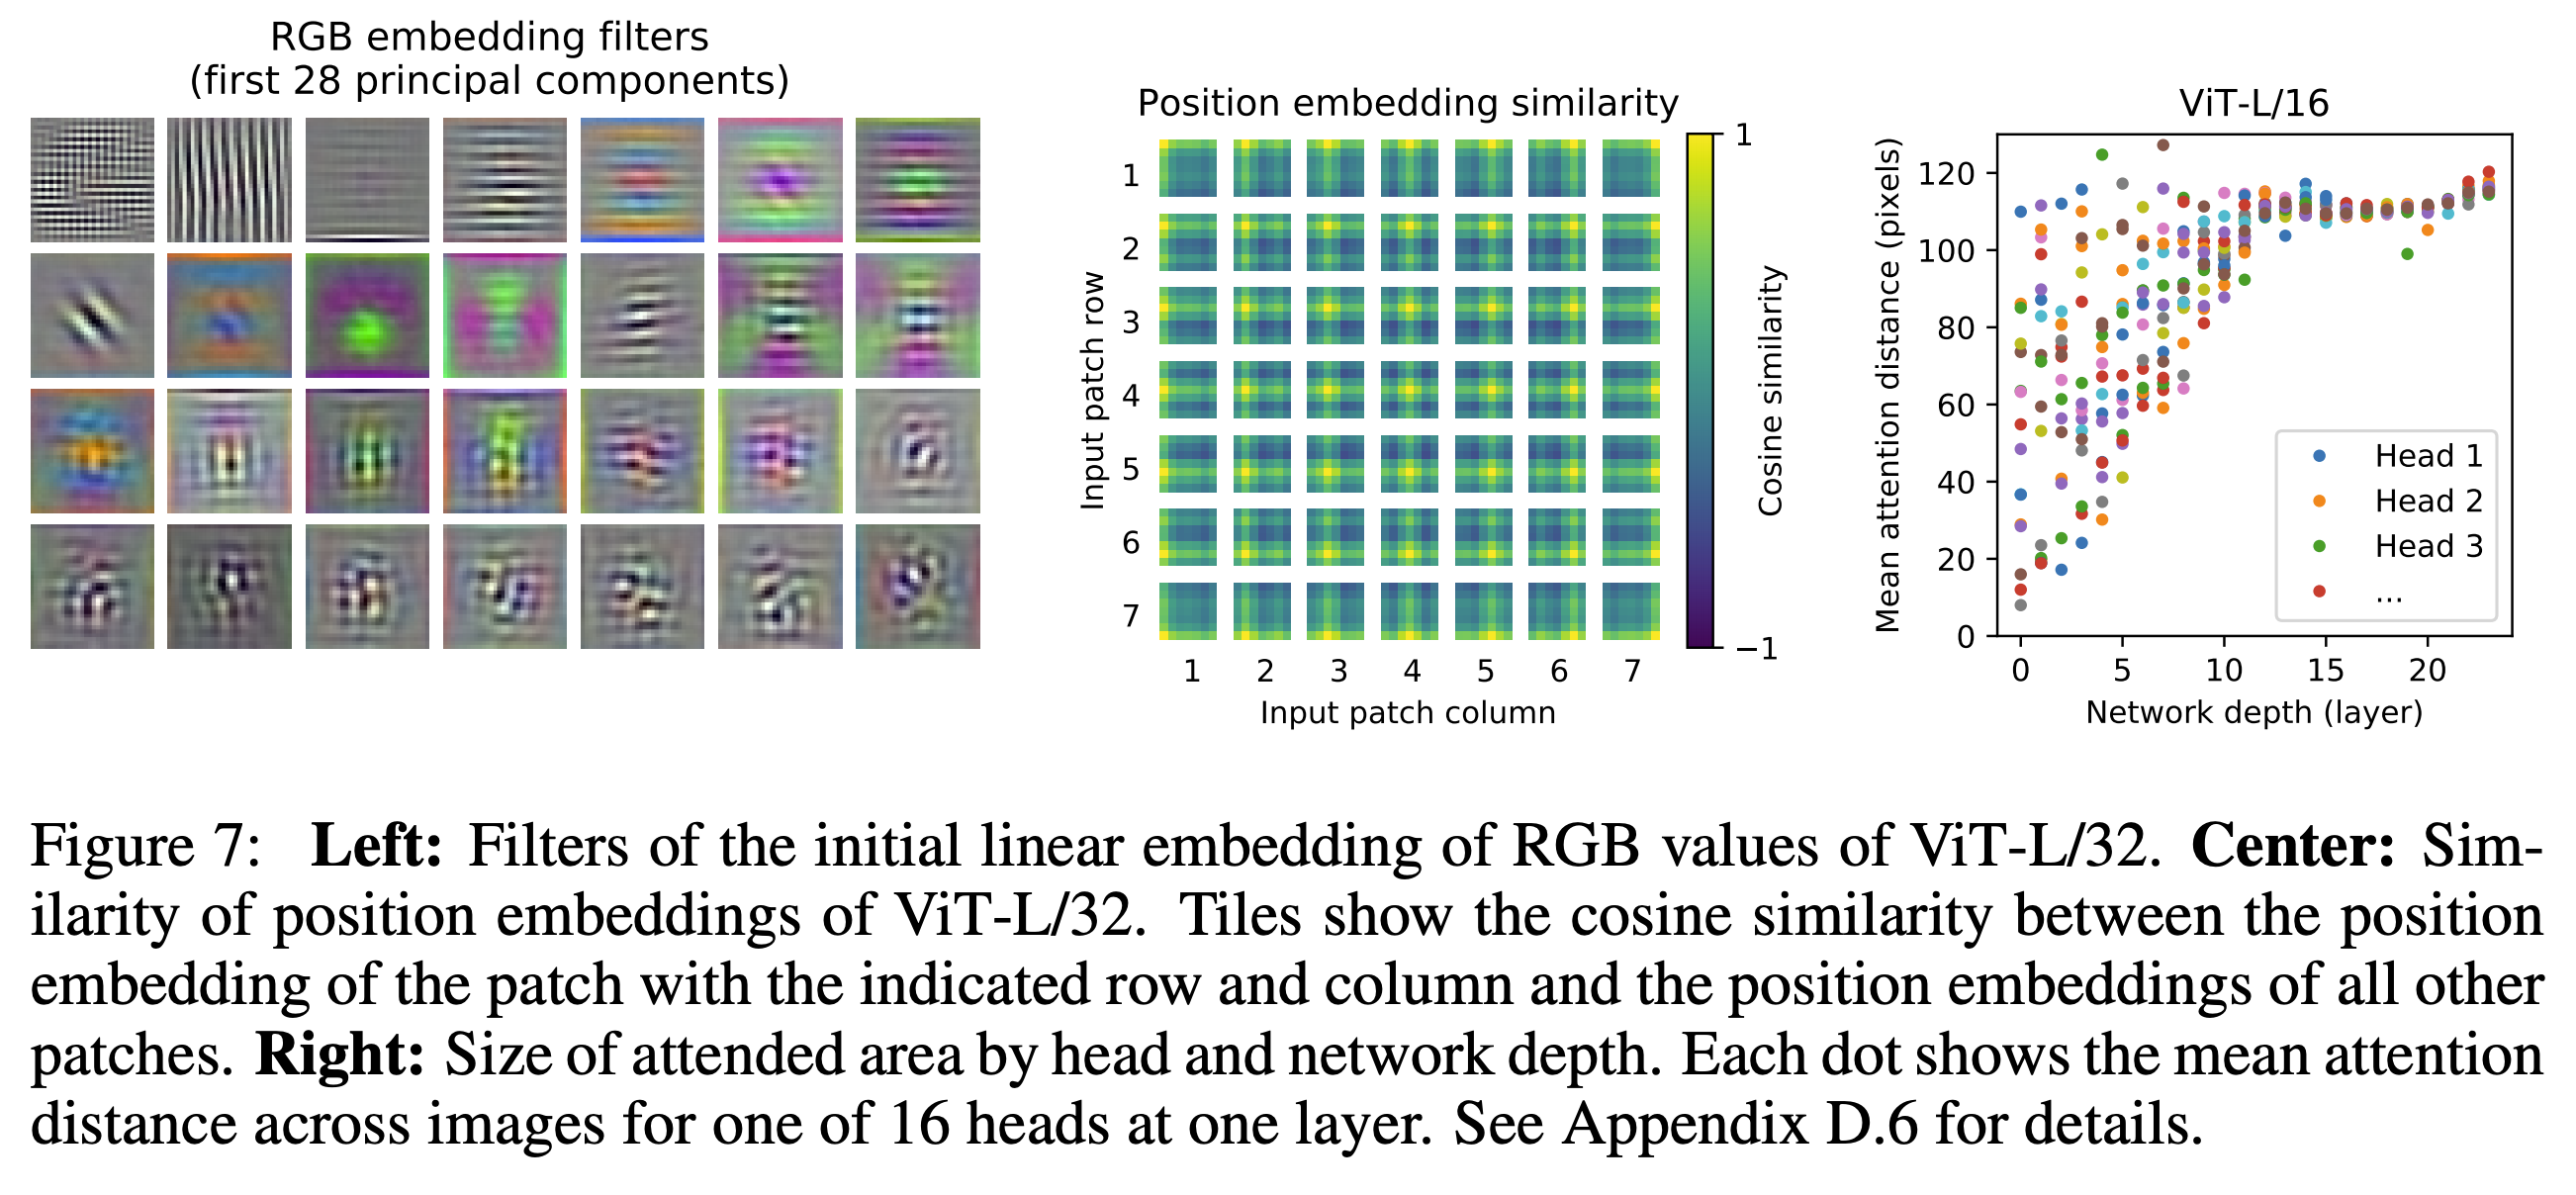 RGB embedding filters
(first 28 principal components)
Position embedding similarity
1
2
3
4
5
6
7
Input patch row
1 2 3 4 5 6 7
Input patch column
1
−1
Cosine similarity
ViT-L/16
Mean attention distance (pixels)
120
100
80
60
40
20
0
0 5 10 15 20
Network depth (layer)
Head 1
Head 2
Head 3
...
Figure 7: Left: Filters of the initial linear embedding of RGB values of ViT-L/32. Center: Sim-
ilarity of position embeddings of ViT-L/32. Tiles show the cosine similarity between the position
embedding of the patch with the indicated row and column and the position embeddings of all other
patches. Right: Size of attended area by head and network depth. Each dot shows the mean attention
distance across images for one of 16 heads at one layer. See Appendix D.6 for details.